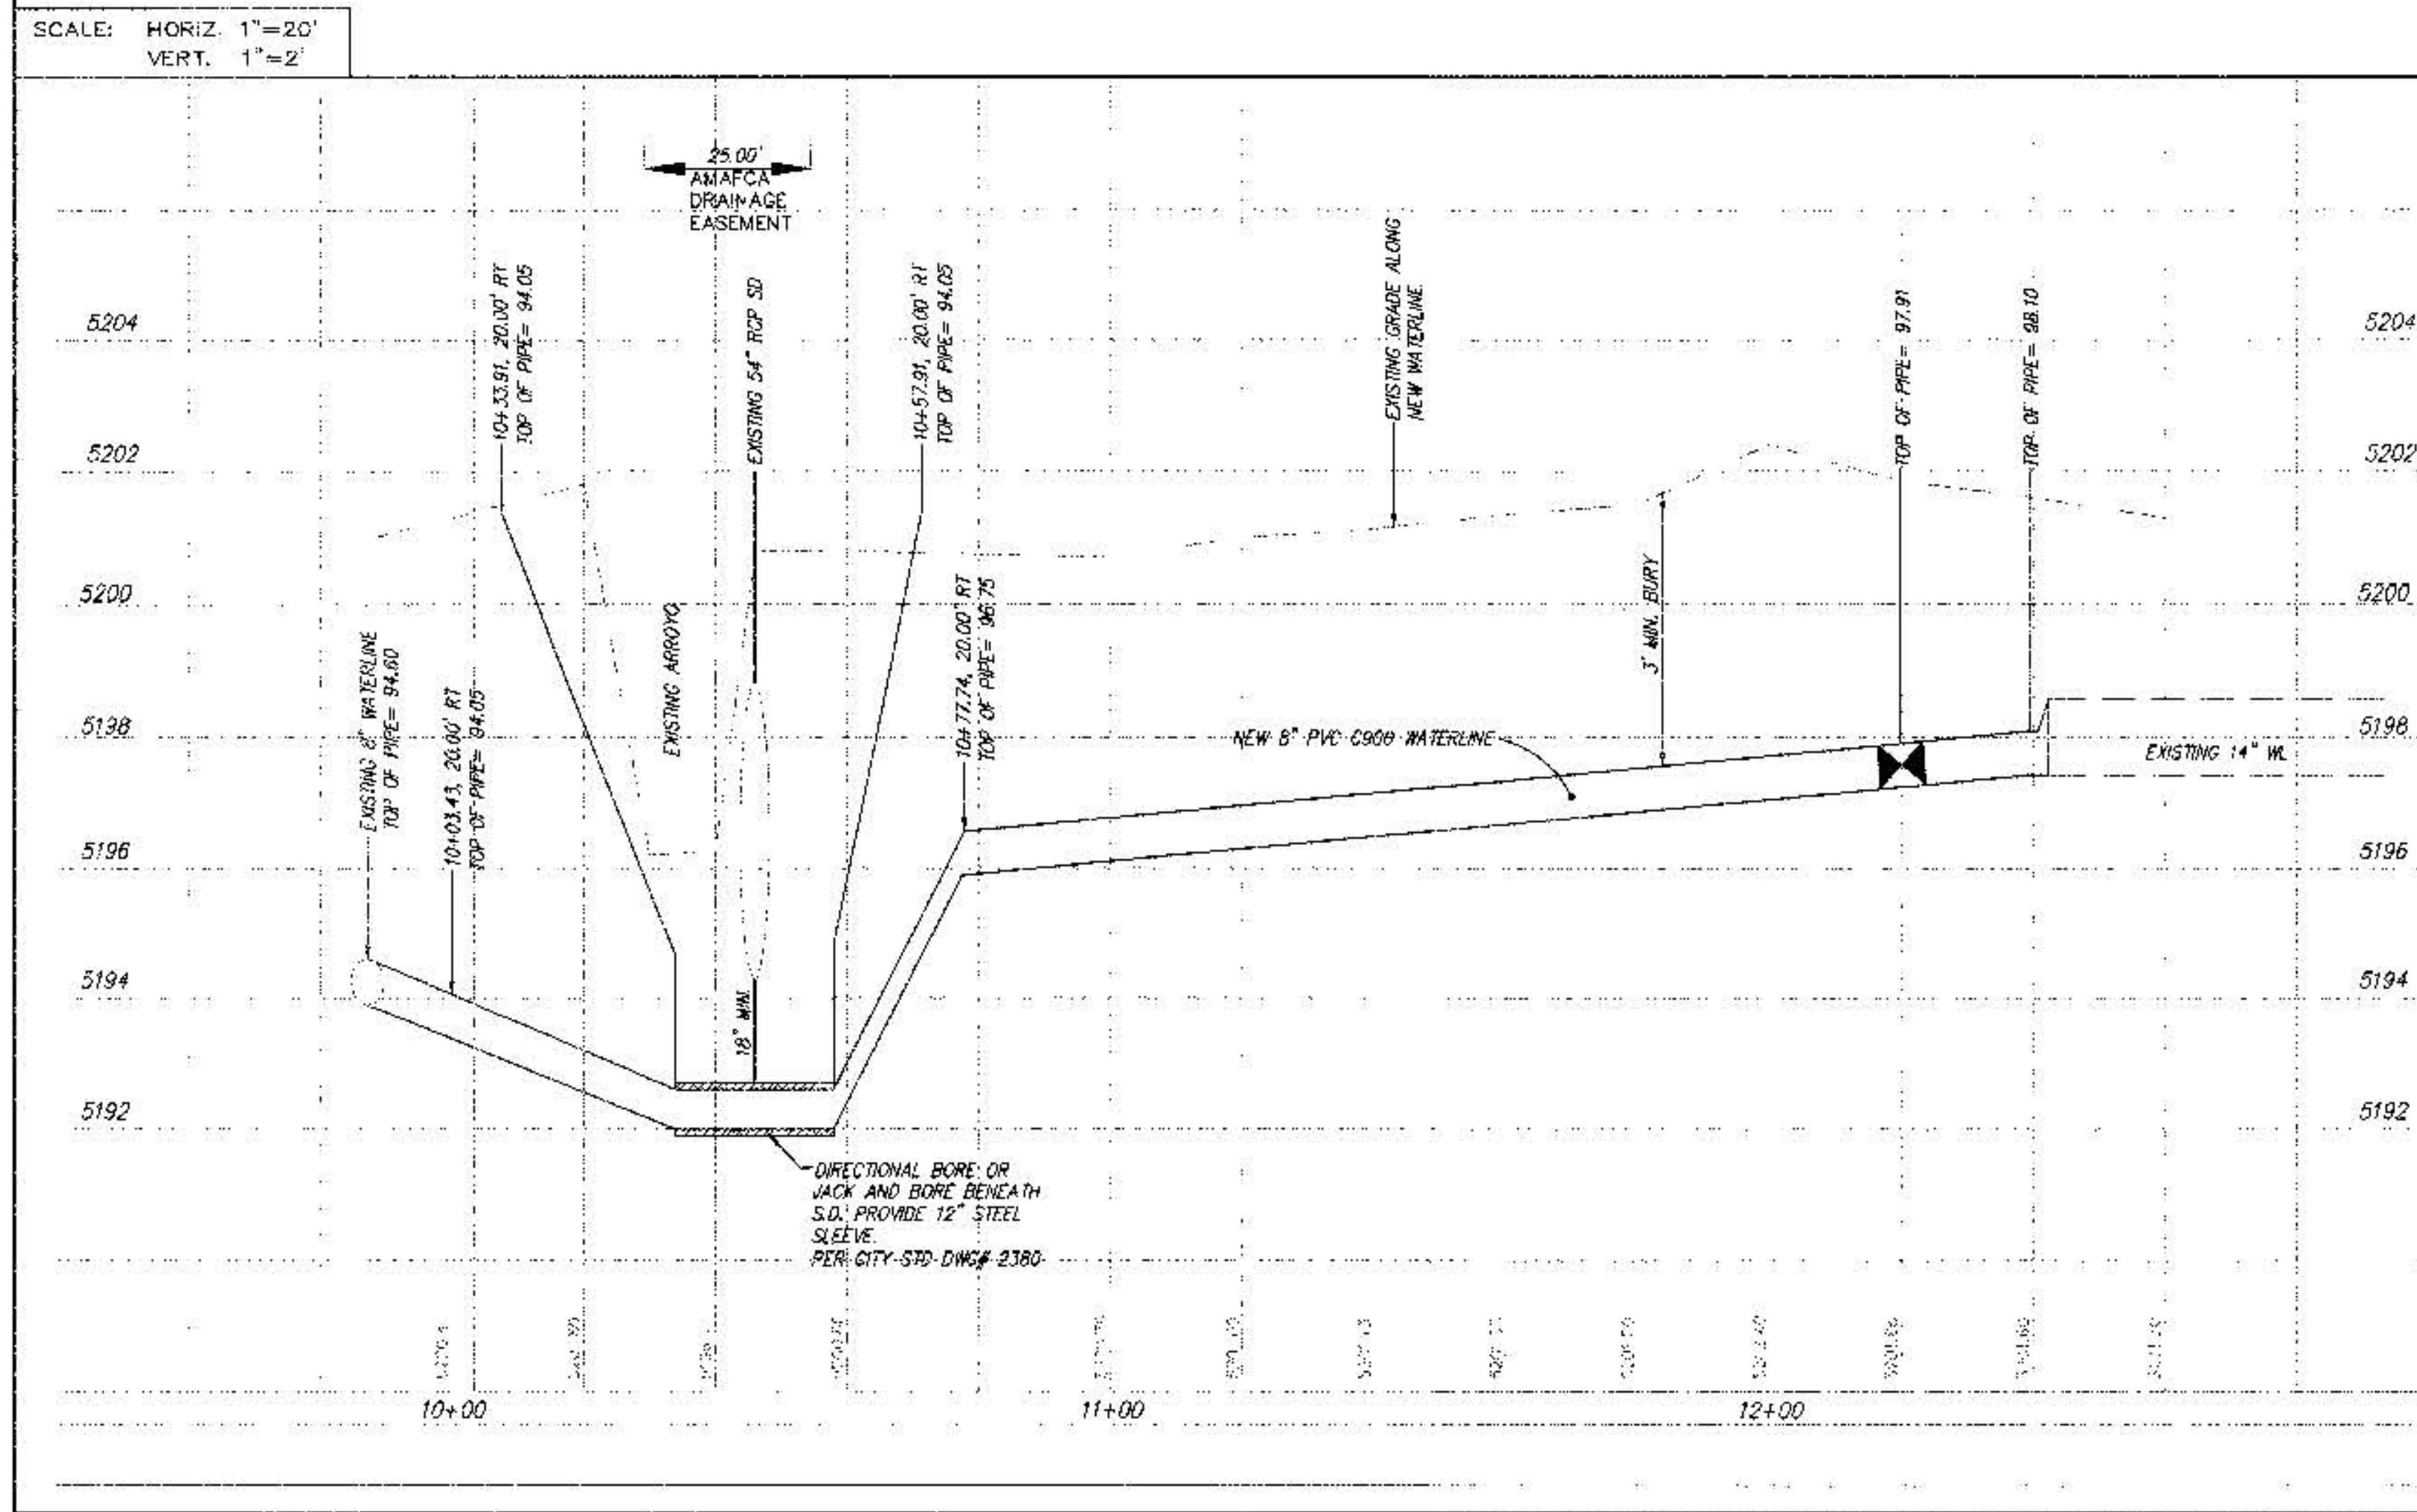 SCALE: HORIZ. 1"=20'
VERT. 1"=2'
25.00'
AMAFCA
DRAINAGE
EASEMENT
10+33.91, 20.00' RT
TOP OF PIPE= 94.05
EXISTING 54" RCP SD
10+57.91, 20.00' RT
TOP OF PIPE= 94.05
EXISTING GRADE ALONG
NEW WATERLINE
TOP OF PIPE= 97.91
TOP OF PIPE= 98.10
5204
5204
5202
5202
5200
5200
EXISTING 8" WATERLINE
TOP OF PIPE= 94.60
10+03.43, 20.00' RT
TOP OF PIPE= 94.05
EXISTING ARROYO
10+77.74, 20.00' RT
TOP OF PIPE= 96.75
3' MIN. BURY
5198
5198
NEW 8" PVC C900 WATERLINE
EXISTING 14" WL
5196
5196
5194
5194
18" MIN.
5192
5192
DIRECTIONAL BORE OR
JACK AND BORE BENEATH
S.D. PROVIDE 12" STEEL
SLEEVE.
PER CITY STD DWG# 2380
10+00
11+00
12+00